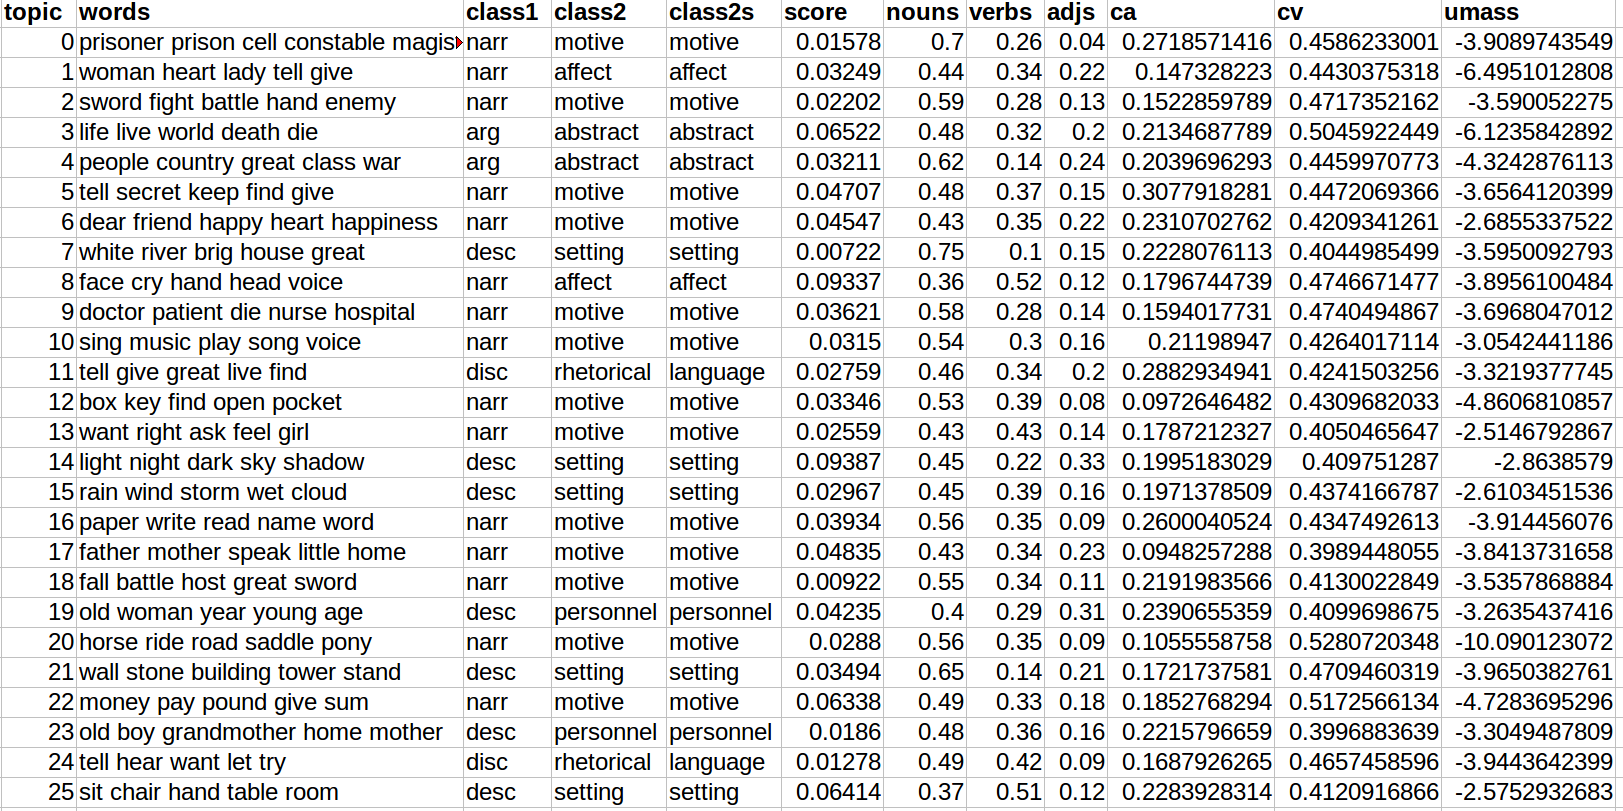 topic words class1 class2 class2s score nouns verbs adjs ca cv umass
0 prisoner prison cell constable magis narr motive motive 0.01578 0.7 0.26 0.04 0.2718571416 0.4586233001 -3.9089743549
1 woman heart lady tell give narr affect affect 0.03249 0.44 0.34 0.22 0.147328223 0.4430375318 -6.4951012808
2 sword fight battle hand enemy narr motive motive 0.02202 0.59 0.28 0.13 0.1522859789 0.4717352162 -3.590052275
3 life live world death die arg abstract abstract 0.06522 0.48 0.32 0.2 0.2134687789 0.5045922449 -6.1235842892
4 people country great class war arg abstract abstract 0.03211 0.62 0.14 0.24 0.2039696293 0.4459970773 -4.3242876113
5 tell secret keep find give narr motive motive 0.04707 0.48 0.37 0.15 0.3077918281 0.4472069366 -3.6564120399
6 dear friend happy heart happiness narr motive motive 0.04547 0.43 0.35 0.22 0.2310702762 0.4209341261 -2.6855337522
7 white river brig house great desc setting setting 0.00722 0.75 0.1 0.15 0.2228076113 0.4044985499 -3.5950092793
8 face cry hand head voice narr affect affect 0.09337 0.36 0.52 0.12 0.1796744739 0.4746671477 -3.8956100484
9 doctor patient die nurse hospital narr motive motive 0.03621 0.58 0.28 0.14 0.1594017731 0.4740494867 -3.6968047012
10 sing music play song voice narr motive motive 0.0315 0.54 0.3 0.16 0.21198947 0.4264017114 -3.0542441186
11 tell give great live find disc rhetorical language 0.02759 0.46 0.34 0.2 0.2882934941 0.4241503256 -3.3219377745
12 box key find open pocket narr motive motive 0.03346 0.53 0.39 0.08 0.0972646482 0.4309682033 -4.8606810857
13 want right ask feel girl narr motive motive 0.02559 0.43 0.43 0.14 0.1787212327 0.4050465647 -2.5146792867
14 light night dark sky shadow desc setting setting 0.09387 0.45 0.22 0.33 0.1995183029 0.409751287 -2.8638579
15 rain wind storm wet cloud desc setting setting 0.02967 0.45 0.39 0.16 0.1971378509 0.4374166787 -2.6103451536
16 paper write read name word narr motive motive 0.03934 0.56 0.35 0.09 0.2600040524 0.4347492613 -3.914456076
17 father mother speak little home narr motive motive 0.04835 0.43 0.34 0.23 0.0948257288 0.3989448055 -3.8413731658
18 fall battle host great sword narr motive motive 0.00922 0.55 0.34 0.11 0.2191983566 0.4130022849 -3.5357868884
19 old woman year young age desc personnel personnel 0.04235 0.4 0.29 0.31 0.2390655359 0.4099698675 -3.2635437416
20 horse ride road saddle pony narr motive motive 0.0288 0.56 0.35 0.09 0.1055558758 0.5280720348 -10.090123072
21 wall stone building tower stand desc setting setting 0.03494 0.65 0.14 0.21 0.1721737581 0.4709460319 -3.9650382761
22 money pay pound give sum narr motive motive 0.06338 0.49 0.33 0.18 0.1852768294 0.5172566134 -4.7283695296
23 old boy grandmother home mother desc personnel personnel 0.0186 0.48 0.36 0.16 0.2215796659 0.3996883639 -3.3049487809
24 tell hear want let try disc rhetorical language 0.01278 0.49 0.42 0.09 0.1687926265 0.4657458596 -3.9443642399
25 sit chair hand table room desc setting setting 0.06414 0.37 0.51 0.12 0.2283928314 0.4120916866 -2.5752932683